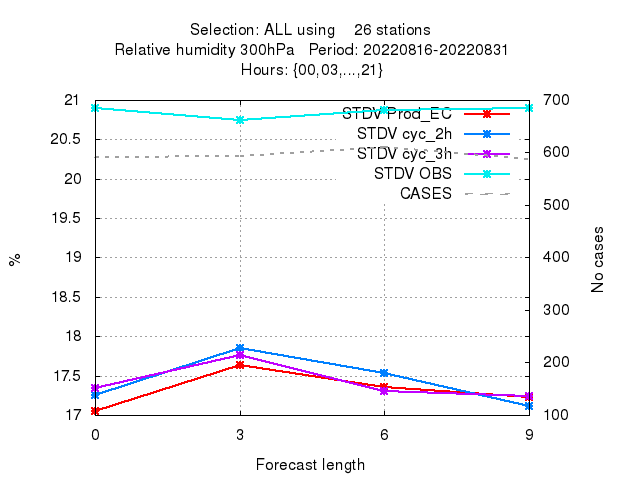 Selection: ALL using    26 stations
Relative humidity 300hPa   Period: 20220816-20220831
Hours: {00,03,...,21}
21
20.5
20
19.5
19
18.5
18
17.5
17
700
600
500
400
300
200
100
0
3
6
9
%
No cases
Forecast length
STDV Prod_EC
STDV cyc_2h
STDV cyc_3h
STDV OBS
CASES